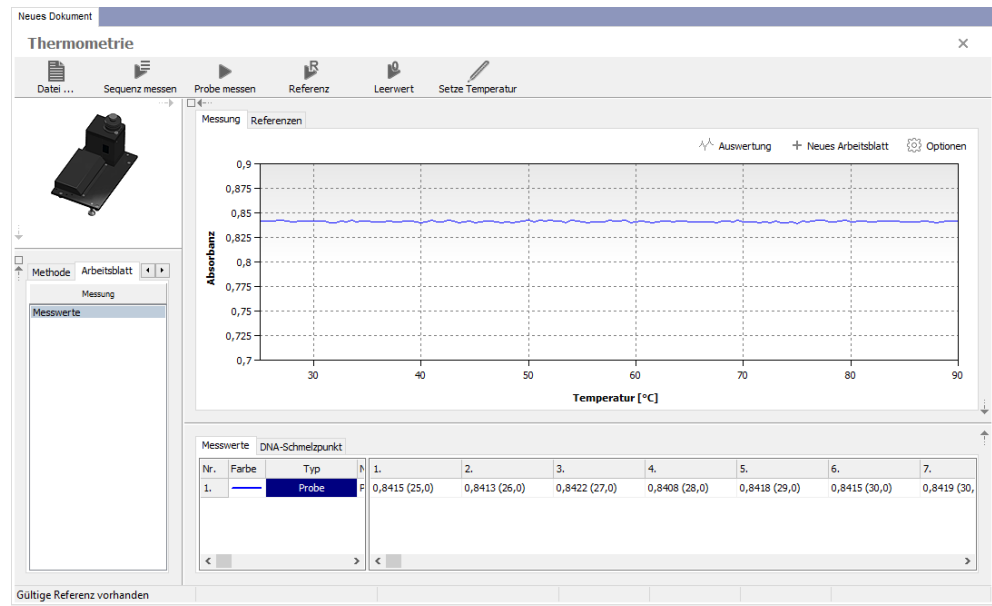 Neues Dokument
Thermometrie
Datei ... Sequenz messen Probe messen Referenz Leerwert Setze Temperatur
R
0
Messung Referenzen
Auswertung + Neues Arbeitsblatt Optionen
0,9
0,875
0,85
0,825
0,8
0,775
0,75
0,725
0,7
Absorbanz
30 40 50 60 70 80 90
Temperatur [°C]
Methode Arbeitsblatt
Messung
Messwerte
Messwerte DNA-Schmelzpunkt
Nr. Farbe Typ N 1. 2. 3. 4. 5. 6. 7.
1. Probe P 0,8415 (25,0) 0,8413 (26,0) 0,8422 (27,0) 0,8408 (28,0) 0,8418 (29,0) 0,8415 (30,0) 0,8419 (30,
Gültige Referenz vorhanden